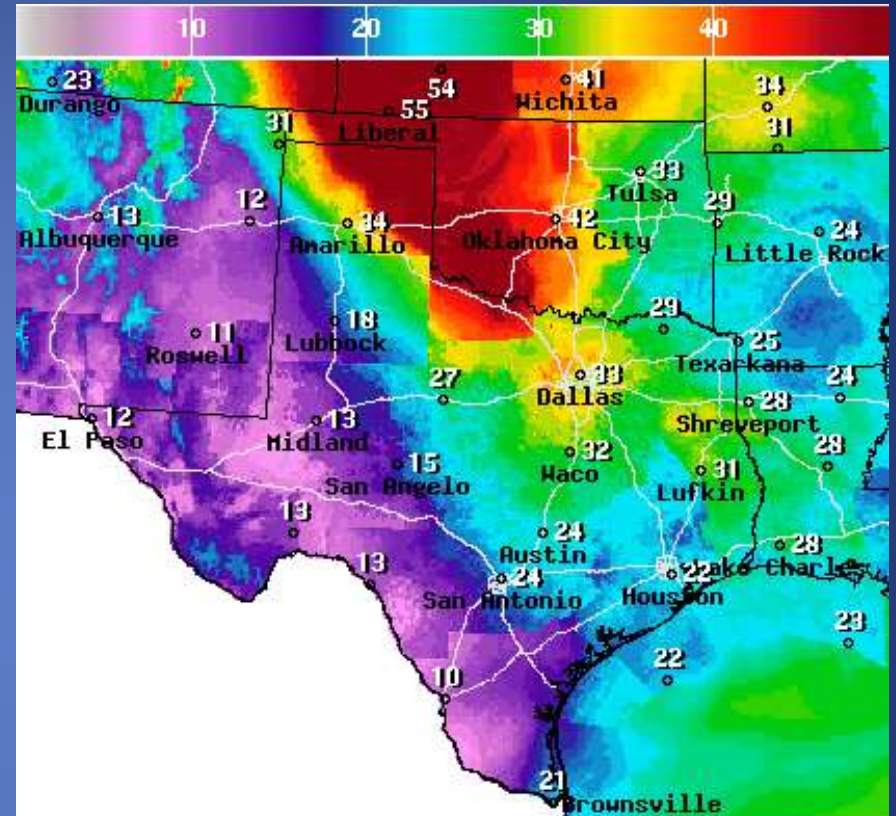 10 20 30 40
54
23 41 34
Durango 55 Wichita
Liberal
31 31
33
Tulsa
12 29
13 34 42 24
Albuquerque Amarillo Oklahoma City Little Rock
18 29
11 Lubbock 25
Roswell Texarkana
33
27 Dallas 24
12 13 28
El Paso Midland Shreveport
32
15 Waco 31 28
San Angelo Lufkin
13 24 28
Austin
13 24 22 Lake Charles
San Antonio Houston
23
22
10
21
Brownsville